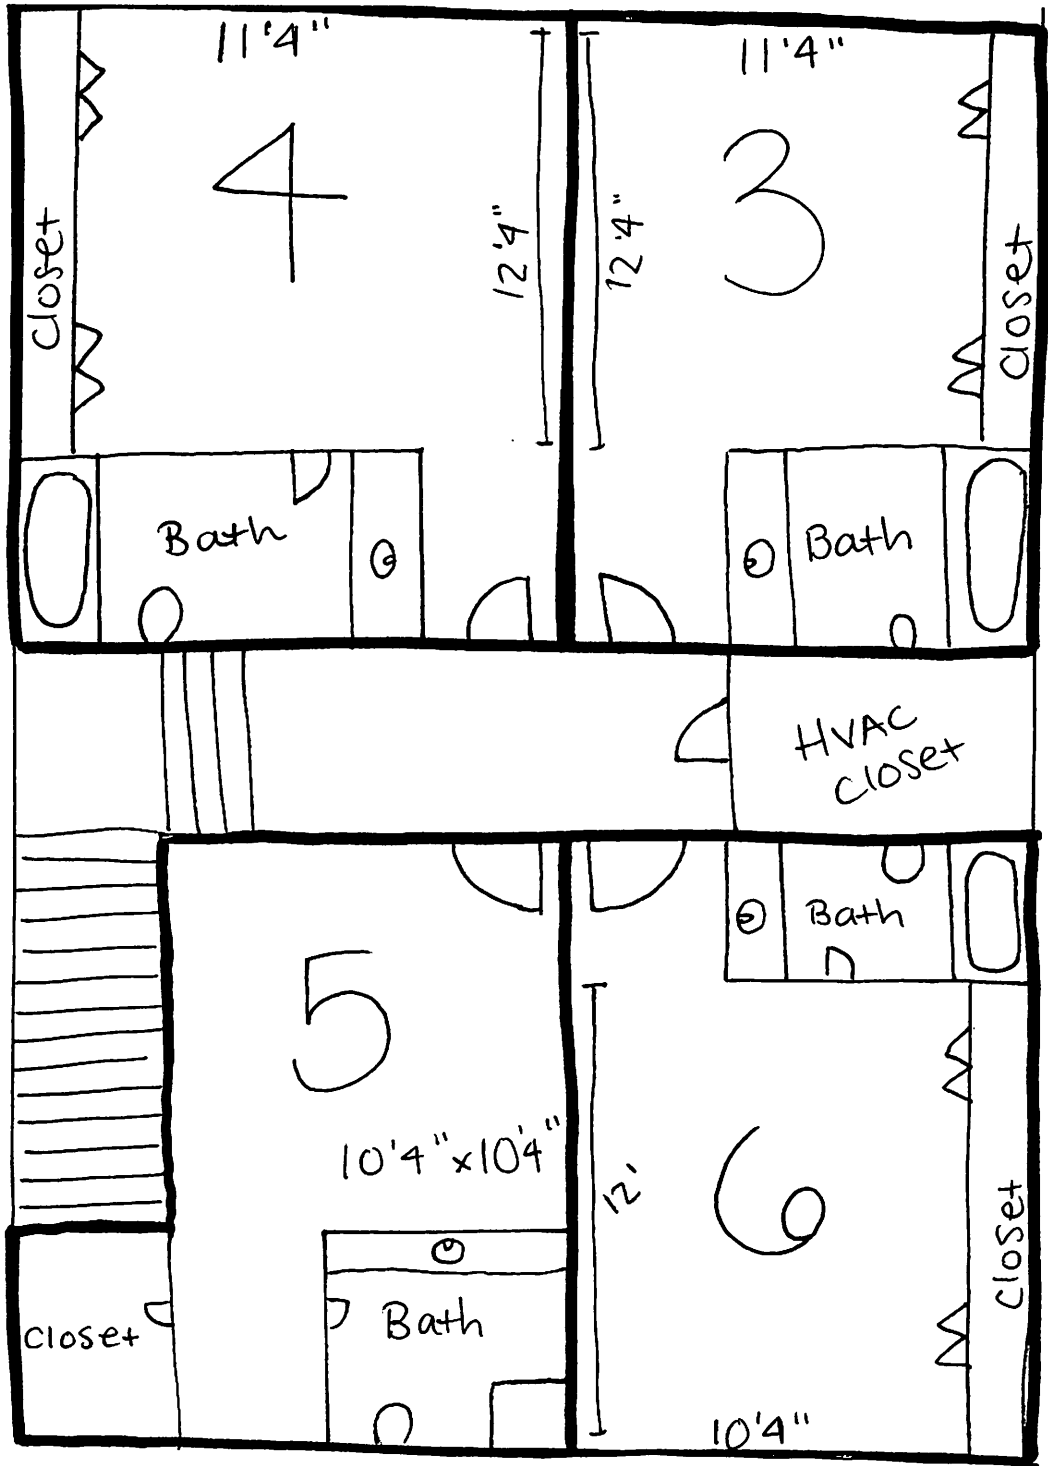 11'4"
11'4"
4
3
12'4"
12'4"
Closet
Closet
Bath
Bath
HVAC
Closet
Bath
5
10'4"x10'4"
12'
6
Closet
Bath
Closet
10'4"